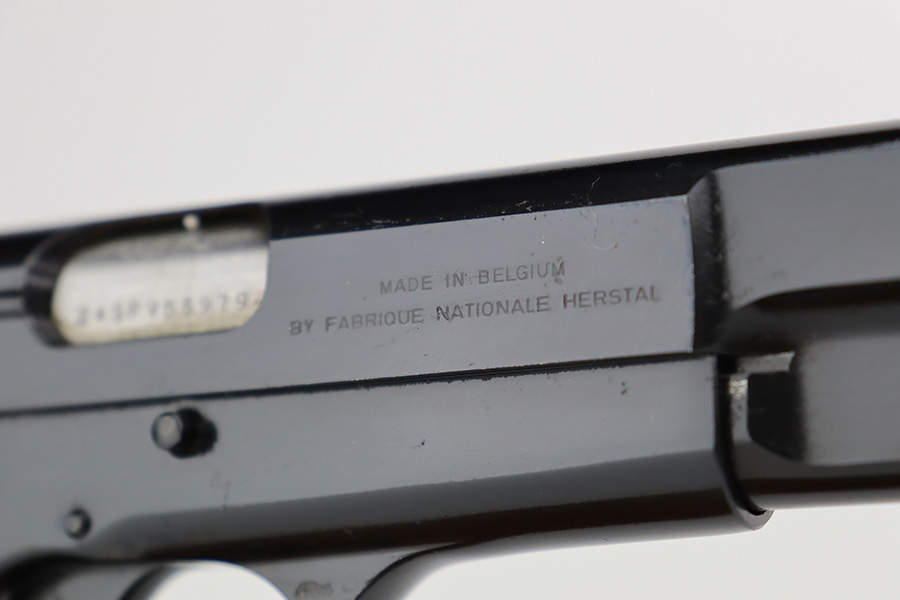 MADE IN BELGIUM
BY FABRIQUE NATIONALE HERSTAL